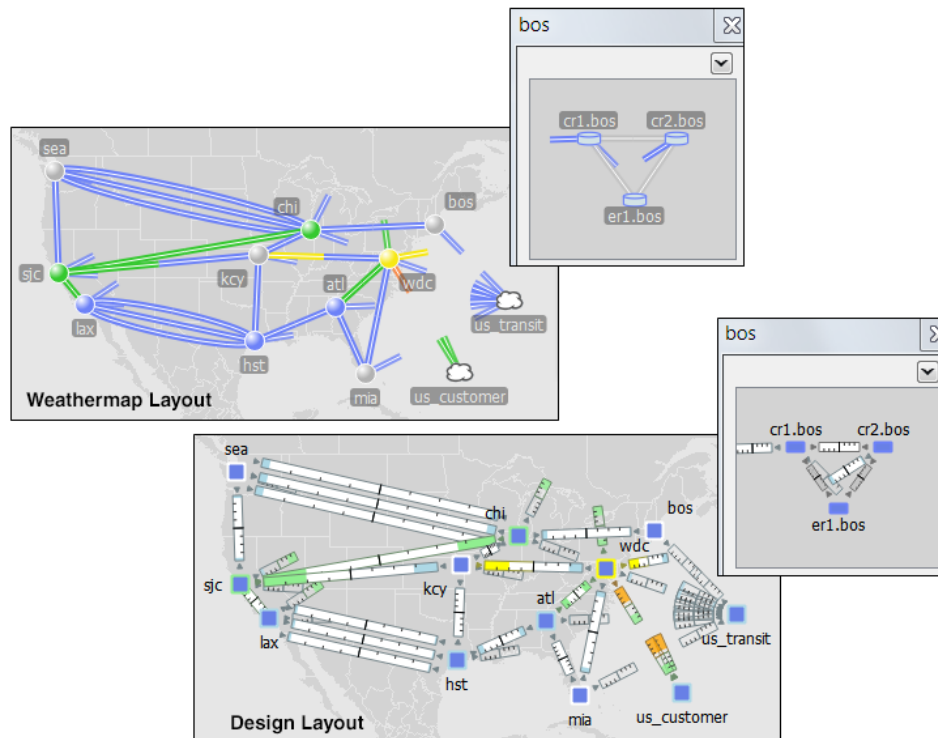 bos
cr1.bos cr2.bos
er1.bos
sea
chi
bos
sjc
kcy
atl
wdc
lax
hst
us_transit
mia
us_customer
Weathermap Layout
bos
cr1.bos cr2.bos
er1.bos
sea
chi
bos
wdc
sjc
kcy
atl
lax
us_transit
hst
mia
us_customer
Design Layout